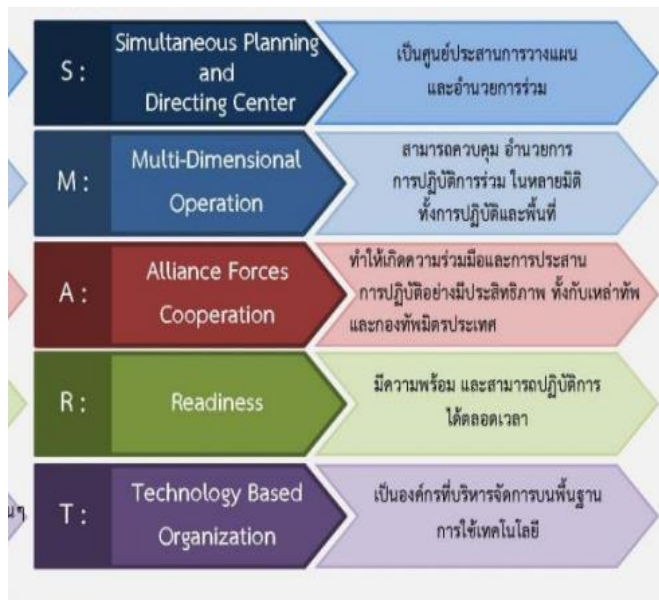 S :
Simultaneous Planning
and
Directing Center
เป็นศูนย์ประสานการวางแผน
และอำนวยการร่วม
M :
Multi-Dimensional
Operation
สามารถควบคุม อำนวยการ
การปฏิบัติการร่วม ในหลายมิติ
ทั้งการปฏิบัติและพื้นที่
A :
Alliance Forces
Cooperation
ทำให้เกิดความร่วมมือและการประสาน
การปฏิบัติอย่างมีประสิทธิภาพ ทั้งกับเหล่าทัพ
และกองทัพมิตรประเทศ
R :
Readiness
มีความพร้อม และสามารถปฏิบัติการ
ได้ตลอดเวลา
T :
Technology Based
Organization
เป็นองค์กรที่บริหารจัดการบนพื้นฐาน
การใช้เทคโนโลยี